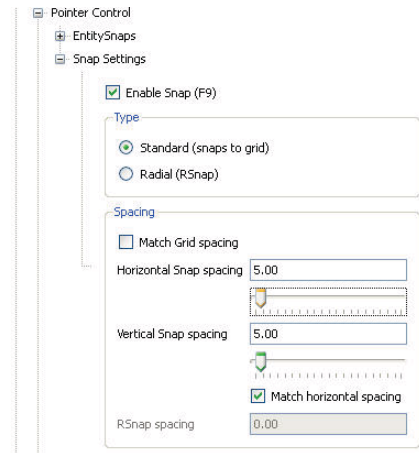 Pointer Control
EntitySnaps
Snap Settings
Enable Snap (F9)
Type
Standard (snaps to grid)
Radial (RSnap)
Spacing
Match Grid spacing
Horizontal Snap spacing 5.00
Vertical Snap spacing 5.00
Match horizontal spacing
RSnap spacing 0.00